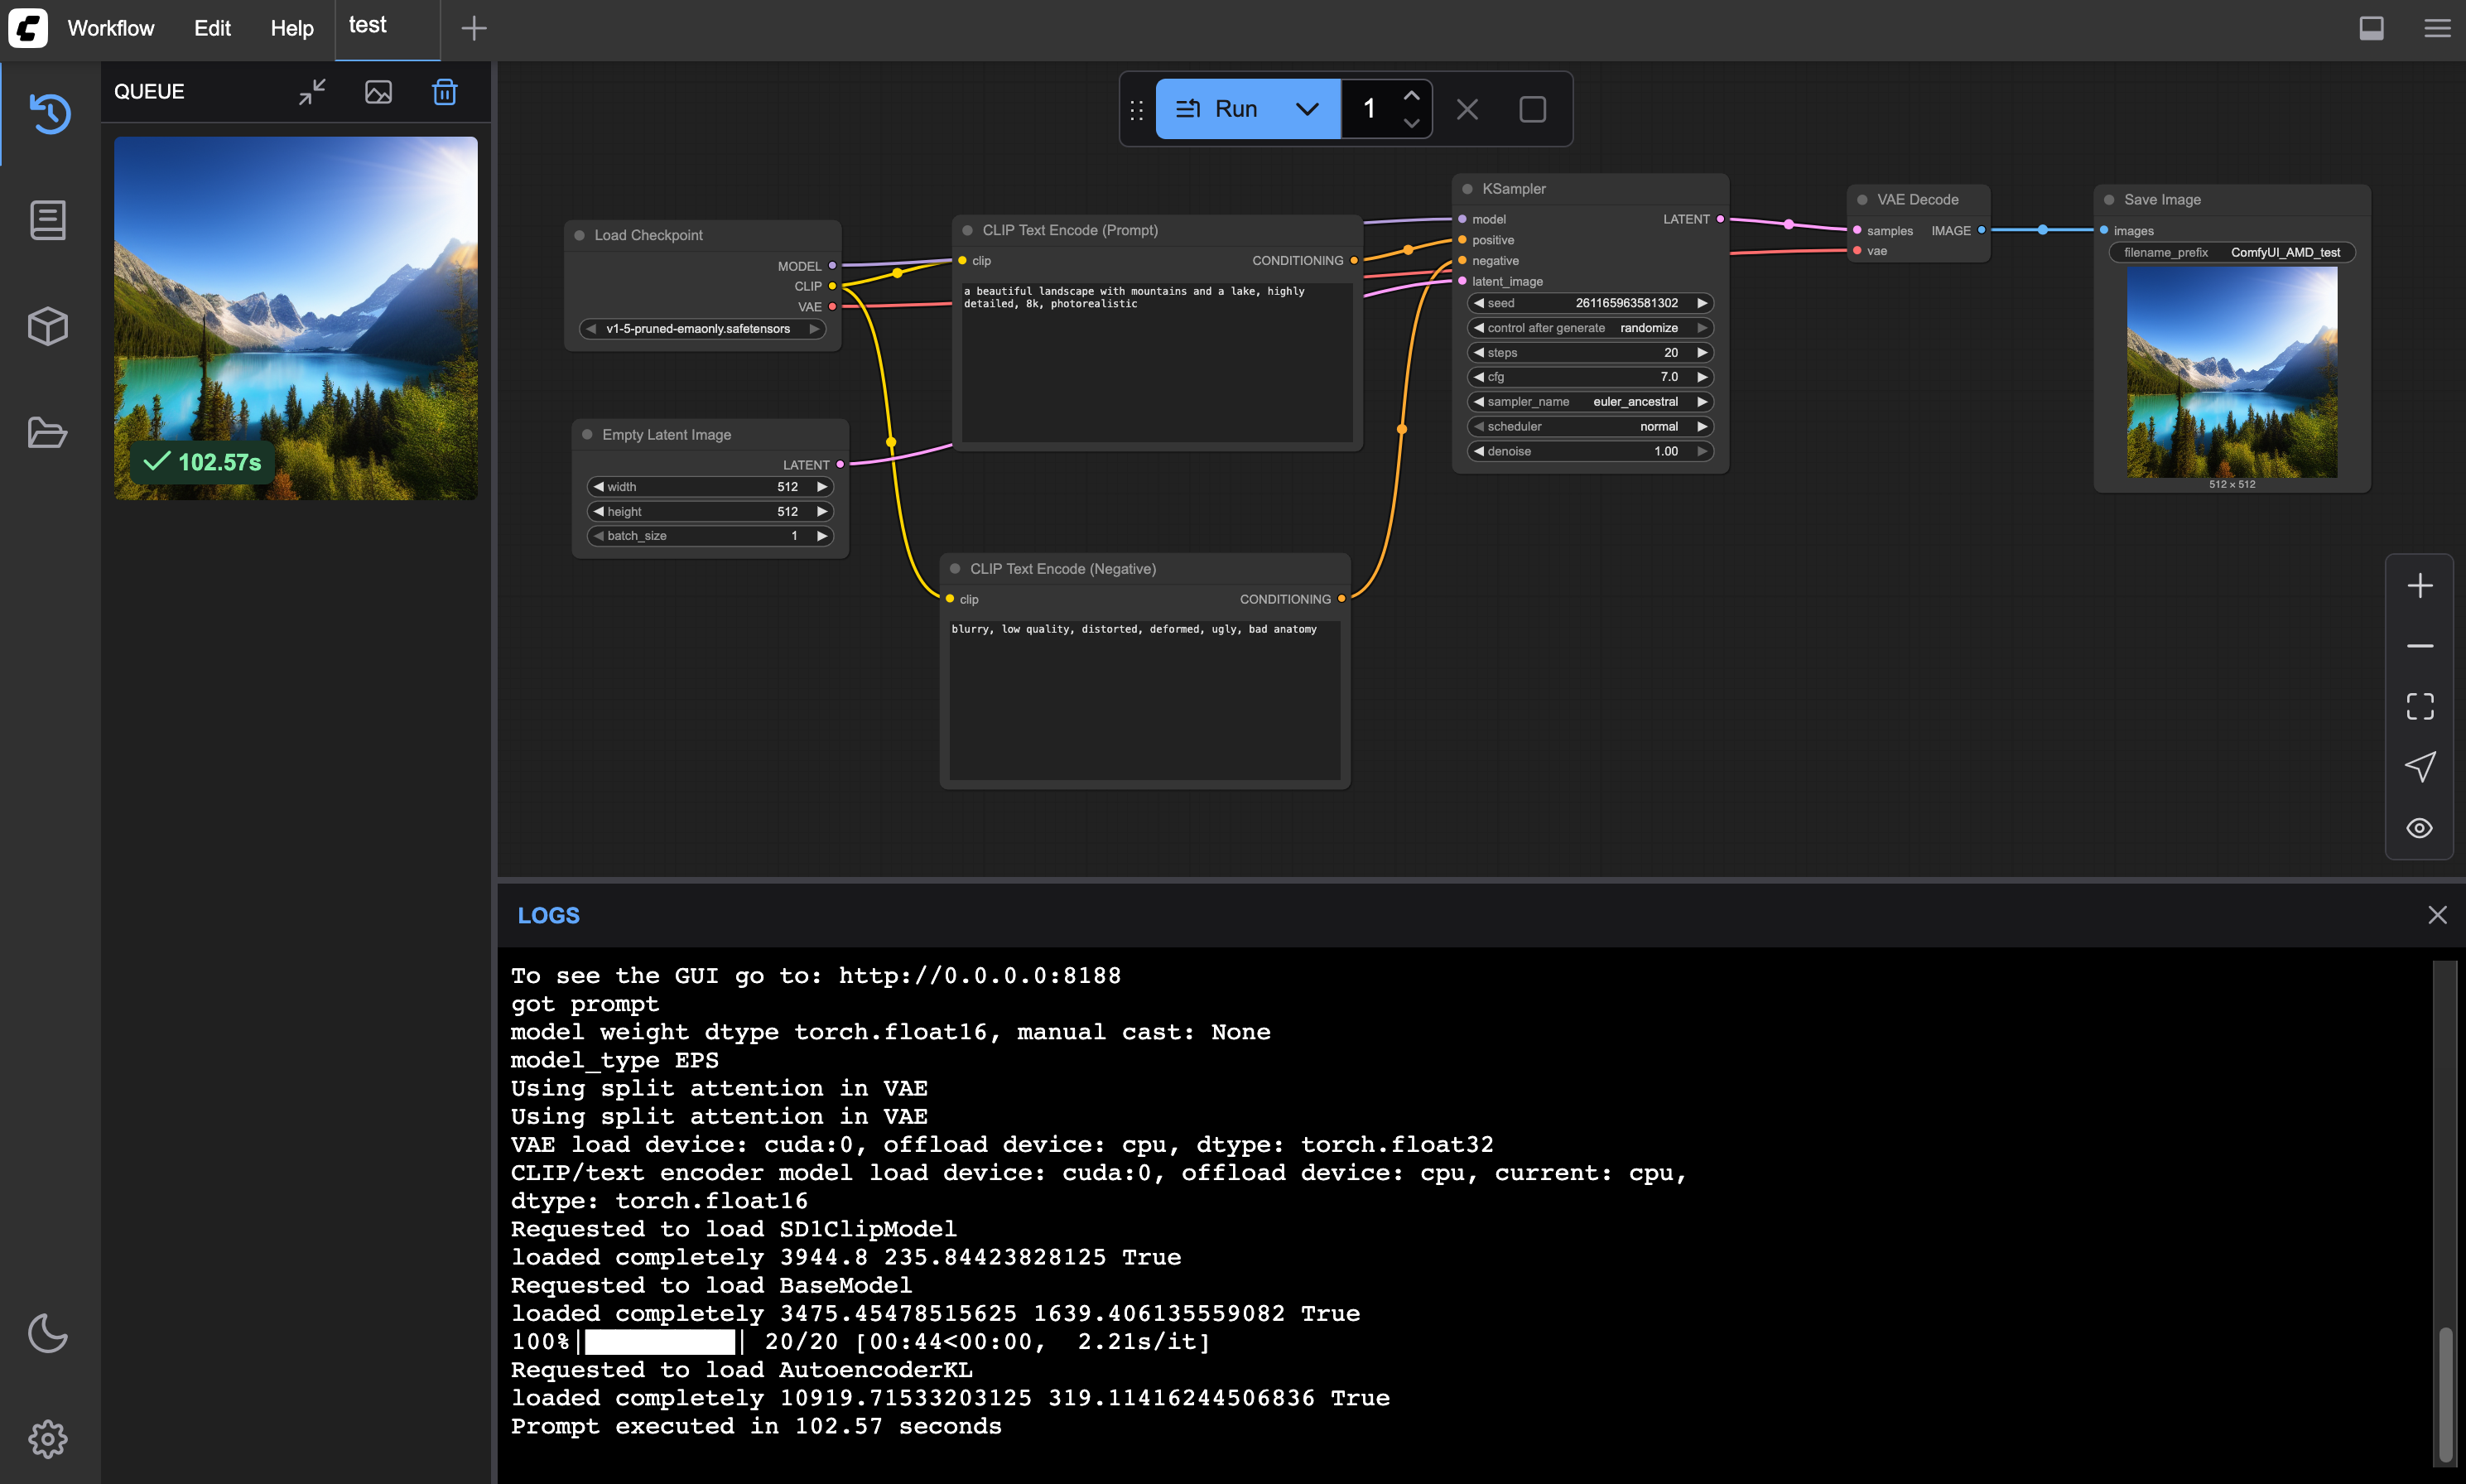 Workflow
Edit
Help
test
QUEUE
102.57s
Run
1
Load Checkpoint
MODEL
CLIP
VAE
v1-5-pruned-emaonly.safetensors
Empty Latent Image
LATENT
width 512
height 512
batch_size 1
CLIP Text Encode (Prompt)
clip CONDITIONING
a beautiful landscape with mountains and a lake, highly
detailed, 8k, photorealistic
CLIP Text Encode (Negative)
clip CONDITIONING
blurry, low quality, distorted, deformed, ugly, bad anatomy
KSampler
model LATENT
positive
negative
latent_image
seed 261165963581302
control after generate randomize
steps 20
cfg 7.0
sampler_name euler_ancestral
scheduler normal
denoise 1.00
VAE Decode
samples IMAGE
vae
Save Image
images
filename_prefix ComfyUI_AMD_test
512 × 512
LOGS
To see the GUI go to: http://0.0.0.0:8188
got prompt
model weight dtype torch.float16, manual cast: None
model_type EPS
Using split attention in VAE
Using split attention in VAE
VAE load device: cuda:0, offload device: cpu, dtype: torch.float32
CLIP/text encoder model load device: cuda:0, offload device: cpu, current: cpu,
dtype: torch.float16
Requested to load SD1ClipModel
loaded completely 3944.8 235.84423828125 True
Requested to load BaseModel
loaded completely 3475.45478515625 1639.406135559082 True
100%|██████████| 20/20 [00:44<00:00,  2.21s/it]
Requested to load AutoencoderKL
loaded completely 10919.71533203125 319.11416244506836 True
Prompt executed in 102.57 seconds